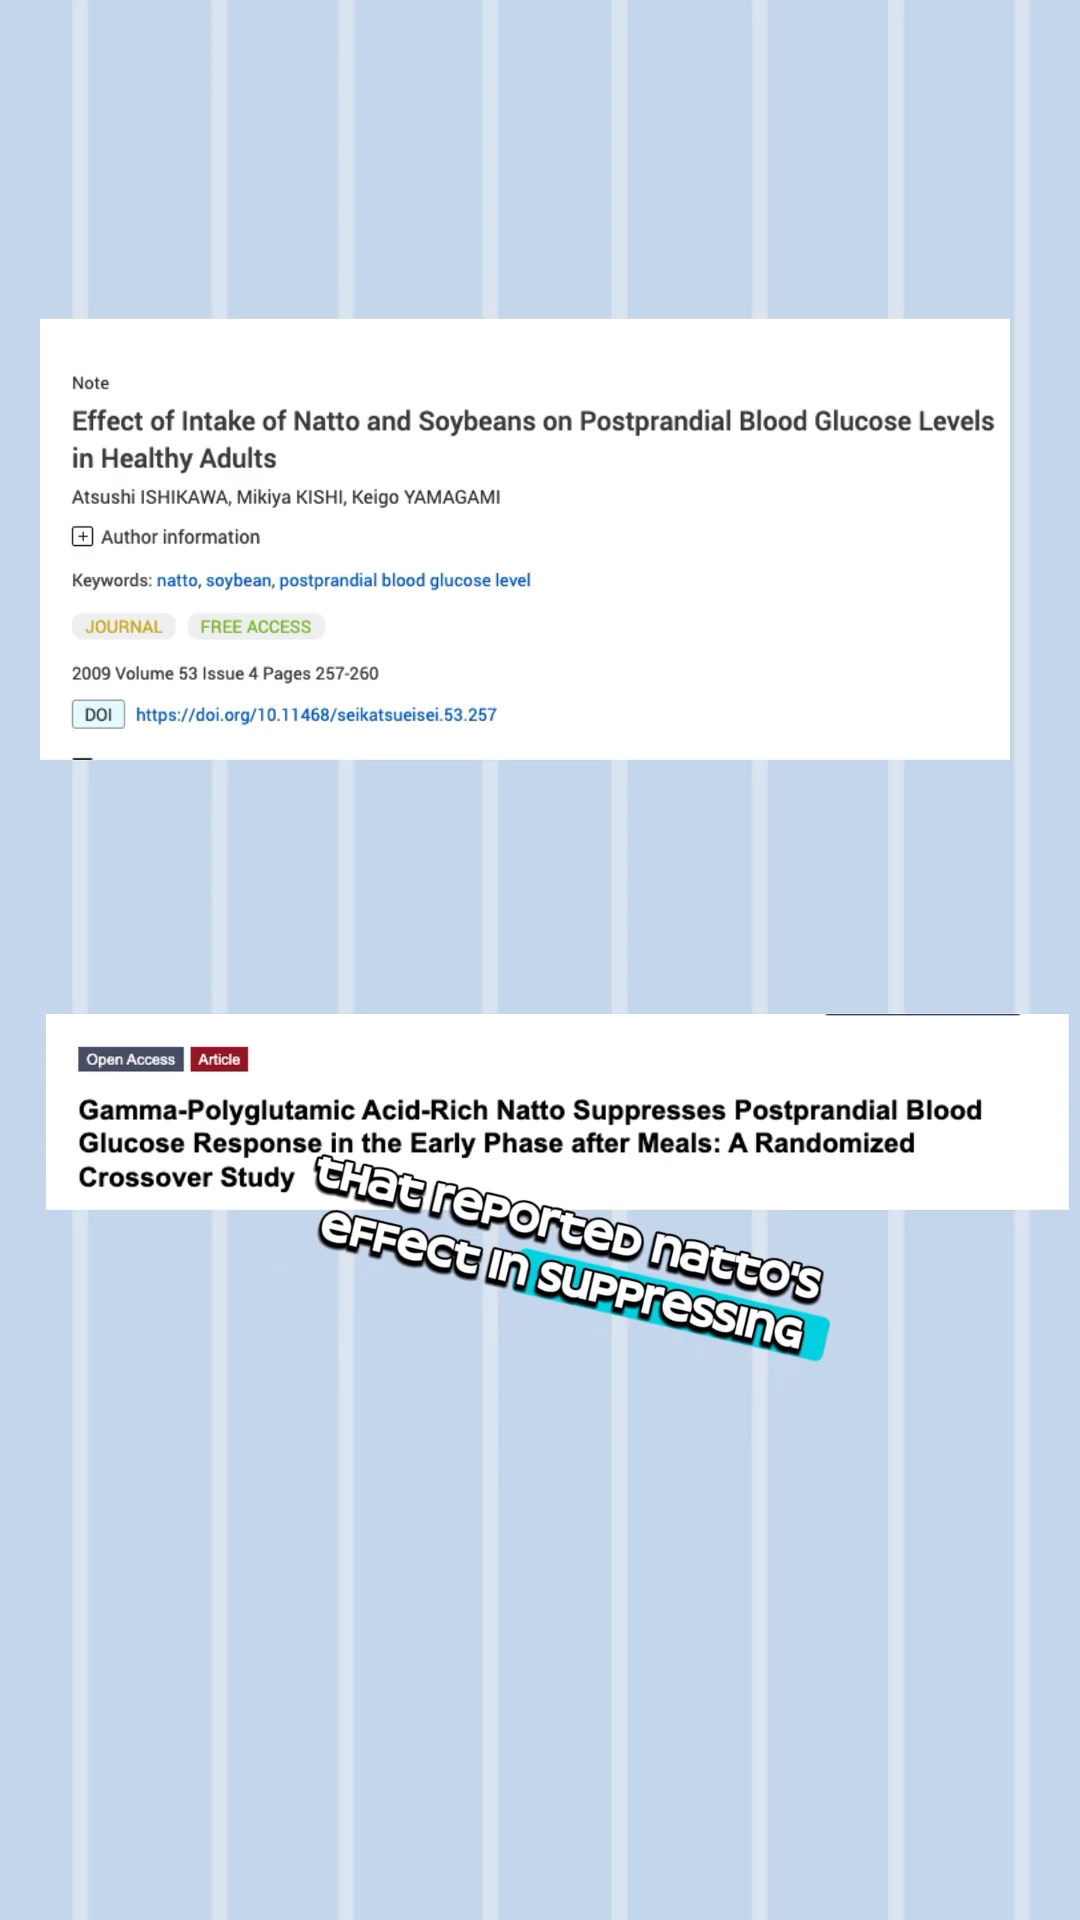 Note
Effect of Intake of Natto and Soybeans on Postprandial Blood Glucose Levels
in Healthy Adults
Atsushi ISHIKAWA, Mikiya KISHI, Keigo YAMAGAMI
Author information
Keywords: natto, soybean, postprandial blood glucose level
JOURNAL FREE ACCESS
2009 Volume 53 Issue 4 Pages 257-260
DOI https://doi.org/10.11468/seikatsueisei.53.257
Open Access Article
Gamma-Polyglutamic Acid-Rich Natto Suppresses Postprandial Blood
Glucose Response in the Early Phase after Meals: A Randomized
Crossover Study
that reported natto's
effect in suppressing